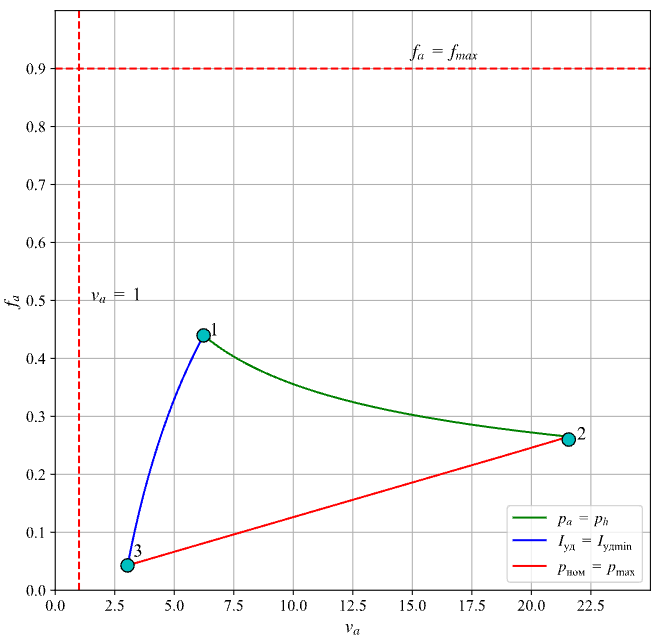 f_a = f_max
0.9
0.8
0.7
0.6
v_a = 1
0.5
f_a
1
0.4
0.3
2
0.2
0.1
3
p_a = p_h
I_уд = I_удmin
p_ном = p_max
0.0
0.0 2.5 5.0 7.5 10.0 12.5 15.0 17.5 20.0 22.5
v_a